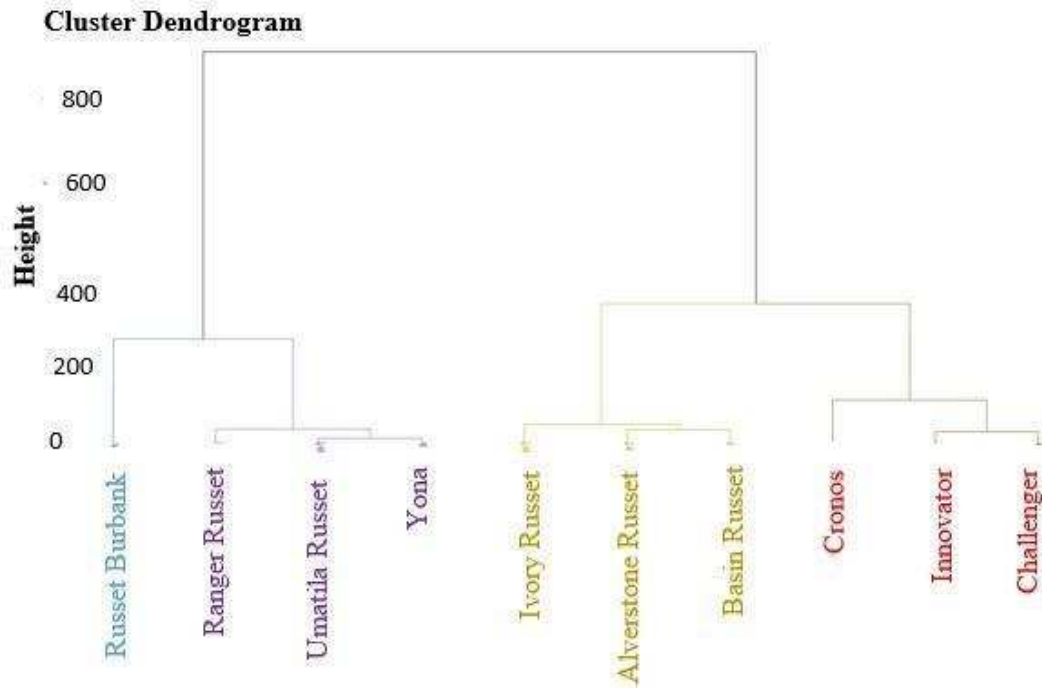 Cluster Dendrogram
Height
800
600
400
200
0
Russet Burbank
Ranger Russet
Umatila Russet
Yona
Ivory Russet
Alverstone Russet
Basin Russet
Cronos
Innovator
Challenger